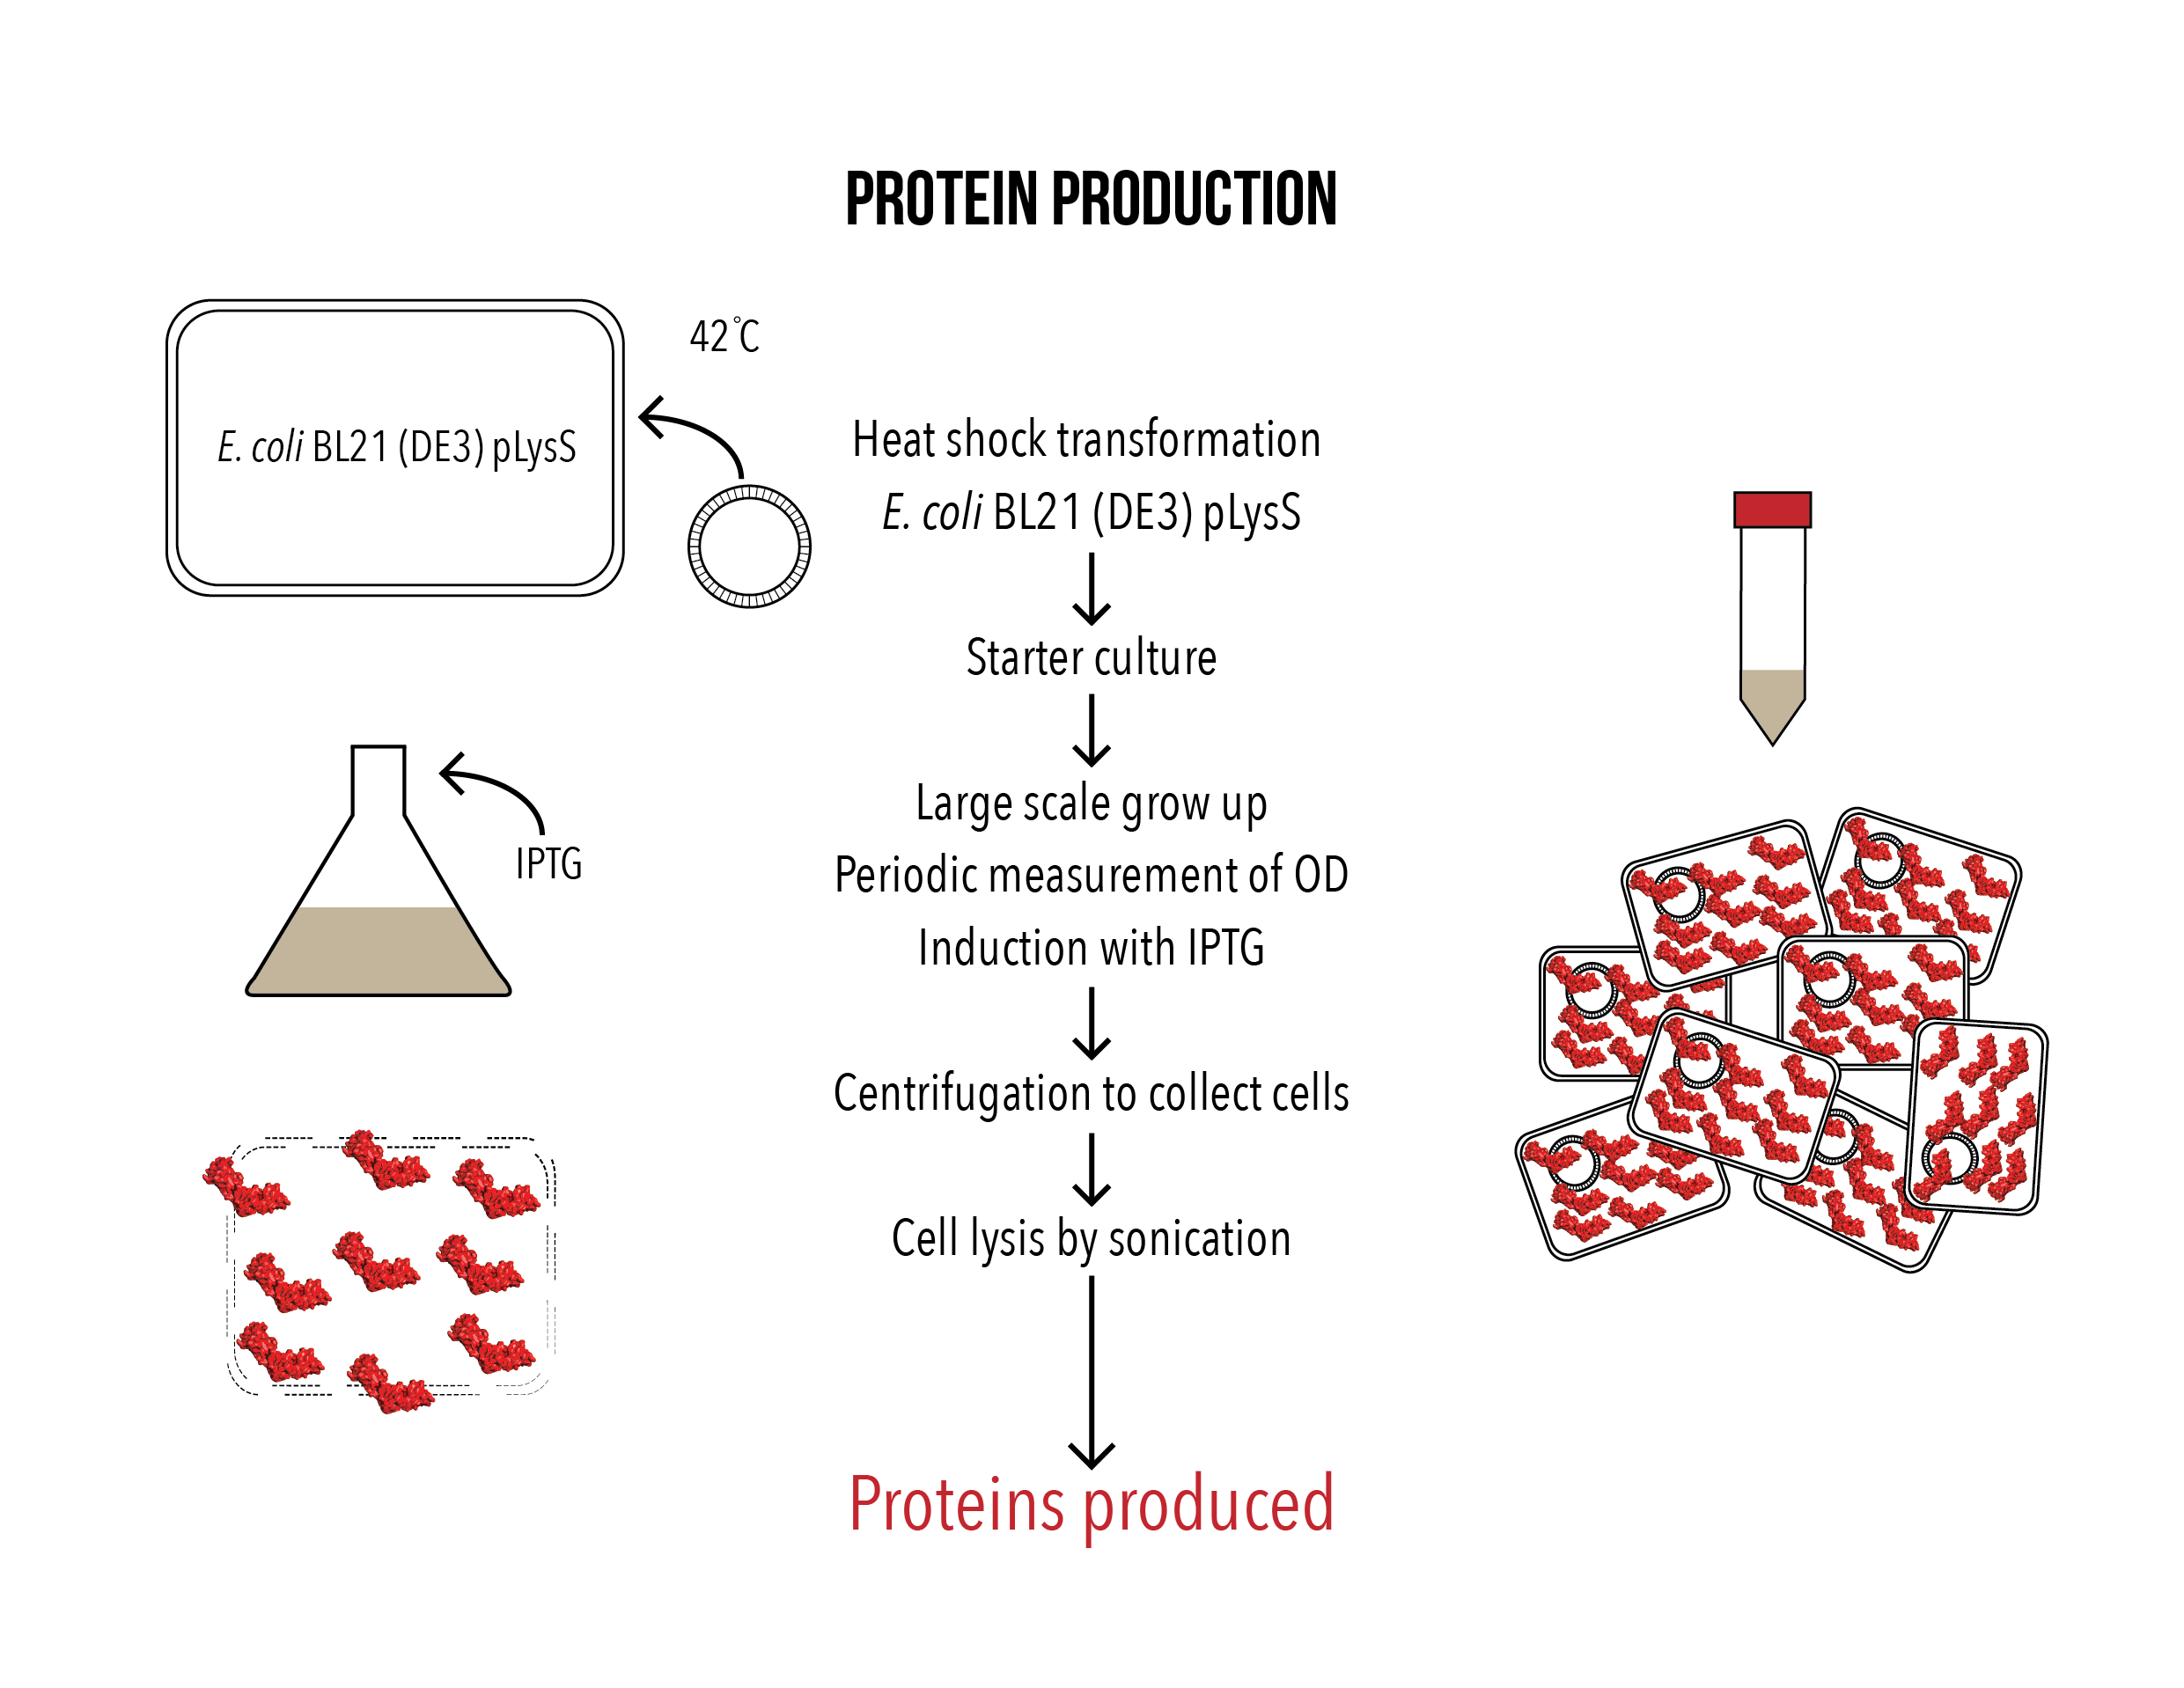 PROTEIN PRODUCTION
42°C
E. coli BL21 (DE3) pLysS
Heat shock transformation
E. coli BL21 (DE3) pLysS
Starter culture
Large scale grow up
Periodic measurement of OD
Induction with IPTG
IPTG
Centrifugation to collect cells
Cell lysis by sonication
Proteins produced